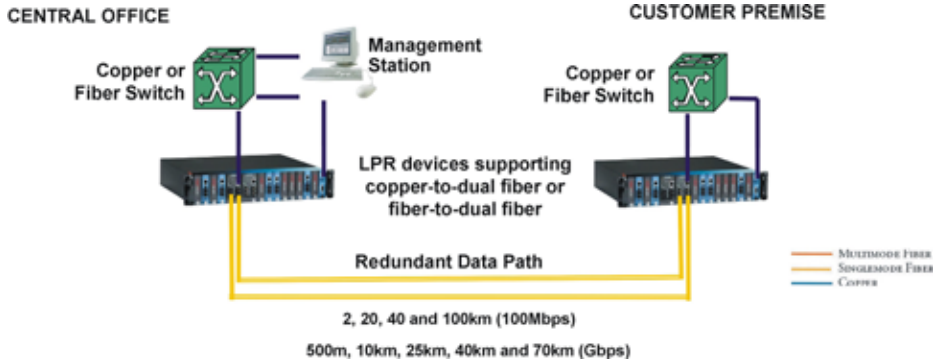 CENTRAL OFFICE
CUSTOMER PREMISE
Management
Station
Copper or
Fiber Switch
Copper or
Fiber Switch
LPR devices supporting
copper-to-dual fiber or
fiber-to-dual fiber
Redundant Data Path
MULTIMODE FIBER
SINGLEMODE FIBER
COPPER
2, 20, 40 and 100km (100Mbps)
500m, 10km, 25km, 40km and 70km (Gbps)